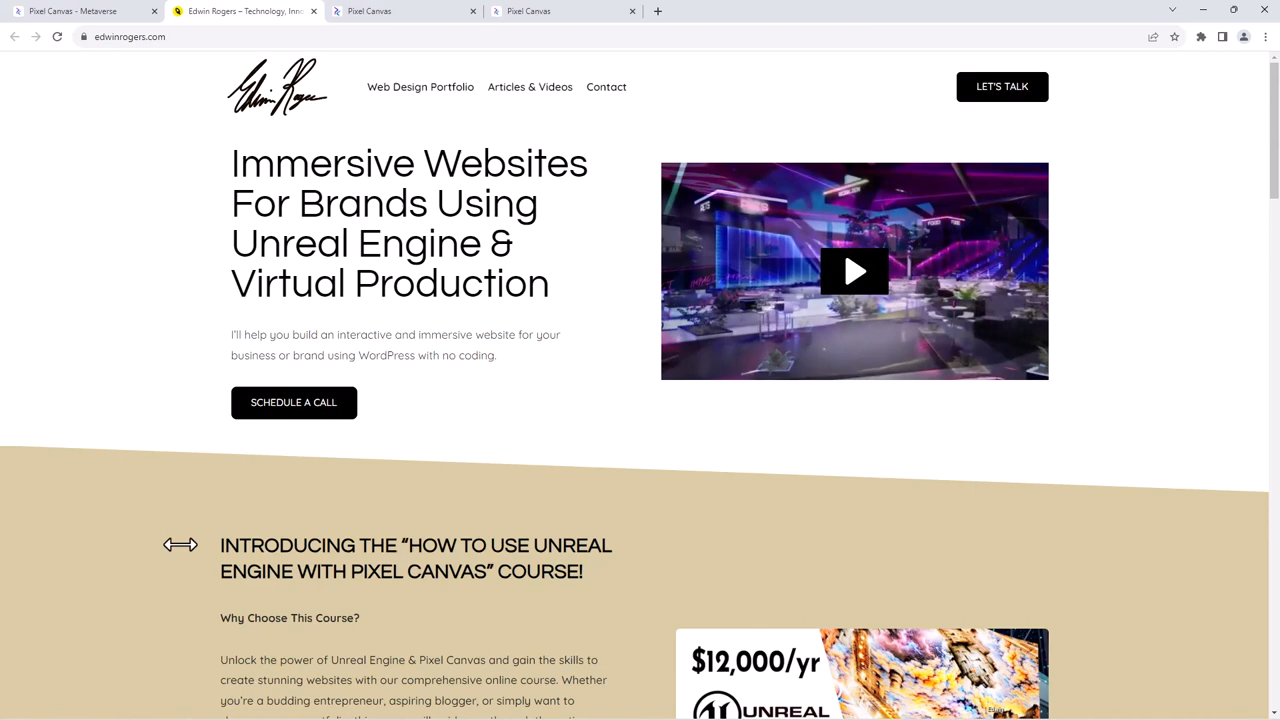 Pixel Canvas - Metaverse
Edwin Rogers – Technology, Inno
Pixel Canvas
Pixel Canvas
edwinrogers.com
Edwin Rogers
Web Design Portfolio
Articles & Videos
Contact
LET'S TALK
Immersive Websites
For Brands Using
Unreal Engine &
Virtual Production
I'll help you build an interactive and immersive website for your
business or brand using WordPress with no coding.
SCHEDULE A CALL
INTRODUCING THE “HOW TO USE UNREAL
ENGINE WITH PIXEL CANVAS” COURSE!
Why Choose This Course?
Unlock the power of Unreal Engine & Pixel Canvas and gain the skills to
create stunning websites with our comprehensive online course. Whether
you're a budding entrepreneur, aspiring blogger, or simply want to
$12,000/yr
UNREAL